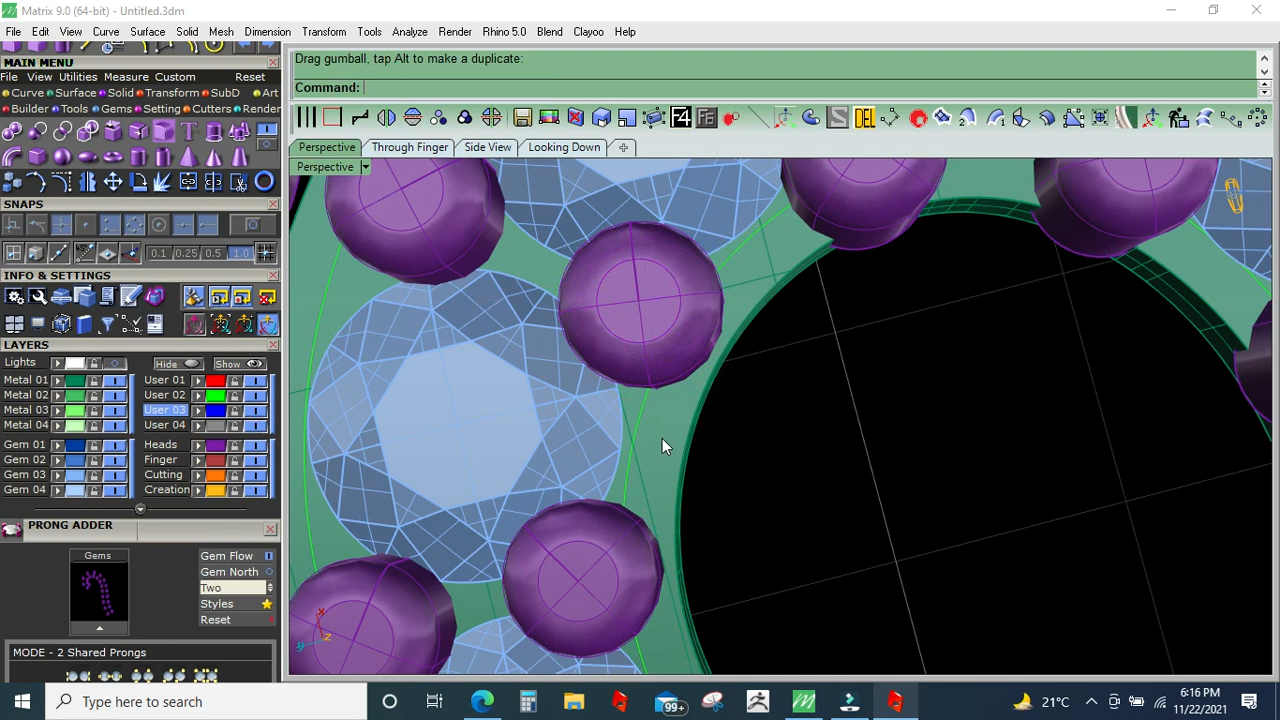 Matrix 9.0 (64-bit) - Untitled.3dm
File Edit View Curve Surface Solid Mesh Dimension Transform Tools Analyze Render Rhino 5.0 Blend Clayoo Help
MAIN MENU
File View Utilities Measure Custom Reset
Curve Surface Solid Transform SubD Art
Builder Tools Gems Setting Cutters Render
Drag gumball, tap Alt to make a duplicate:
Command:
F4 F6 DEL
Perspective Through Finger Side View Looking Down
Perspective
SNAPS
0.1 0.25 0.5 1.0
INFO & SETTINGS
LAYERS
Lights Hide Show
Metal 01 User 01
Metal 02 User 02
Metal 03 User 03
Metal 04 User 04
Gem 01 Heads
Gem 02 Finger
Gem 03 Cutting
Gem 04 Creation
PRONG ADDER
Gems
Gem Flow
Gem North
Two
Styles
Reset
MODE - 2 Shared Prongs
x
y z
Type here to search
99+
21°C
6:16 PM
11/22/2021